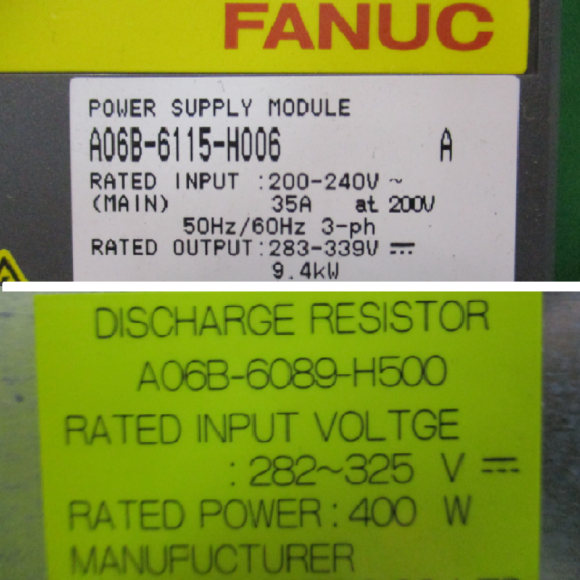 FANUC
POWER SUPPLY MODULE
A06B-6115-H006 A
RATED INPUT :200-240V ~
(MAIN) 35A at 200V
50Hz/60Hz 3-ph
RATED OUTPUT:283-339V ⎓
9.4kW
DISCHARGE RESISTOR
A06B-6089-H500
RATED INPUT VOLTGE
:282~325 V ⎓
RATED POWER:400 W
MANUFUCTURER